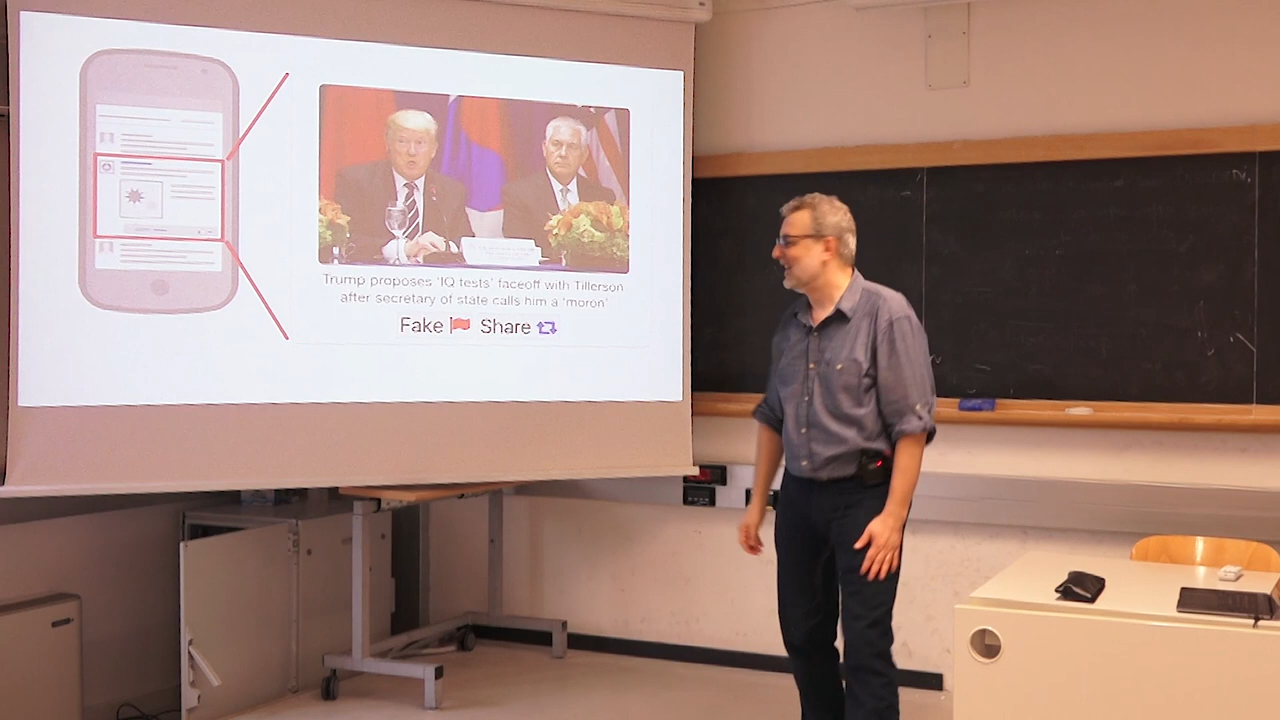 Trump proposes 'IQ tests' faceoff with Tillerson
after secretary of state calls him a 'moron'
Fake Share